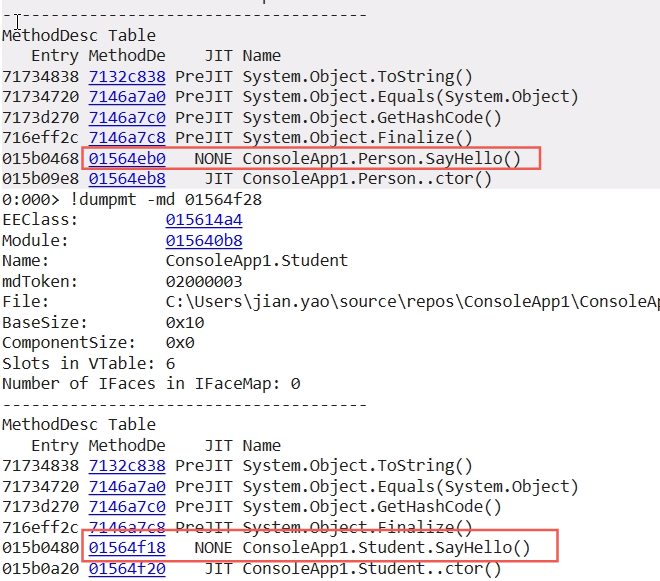 -------------------------------------
MethodDesc Table
   Entry MethodDe    JIT Name
71734838 7132c838 PreJIT System.Object.ToString()
71734720 7146a7a0 PreJIT System.Object.Equals(System.Object)
7173d270 7146a7c0 PreJIT System.Object.GetHashCode()
716eff2c 7146a7c8 PreJIT System.Object.Finalize()
015b0468 01564eb0   NONE ConsoleApp1.Person.SayHello()
015b09e8 01564eb8    JIT ConsoleApp1.Person..ctor()
0:000> !dumpmt -md 01564f28
EEClass:         015614a4
Module:          015640b8
Name:            ConsoleApp1.Student
mdToken:         02000003
File:            C:\Users\jian.yao\source\repos\ConsoleApp1\ConsoleAp
BaseSize:        0x10
ComponentSize:   0x0
Slots in VTable: 6
Number of IFaces in IFaceMap: 0
-------------------------------------
MethodDesc Table
   Entry MethodDe    JIT Name
71734838 7132c838 PreJIT System.Object.ToString()
71734720 7146a7a0 PreJIT System.Object.Equals(System.Object)
7173d270 7146a7c0 PreJIT System.Object.GetHashCode()
716eff2c 7146a7c8 PreJIT System.Object.Finalize()
015b0480 01564f18   NONE ConsoleApp1.Student.SayHello()
015b0a20 01564f20    JIT ConsoleApp1.Student..ctor()